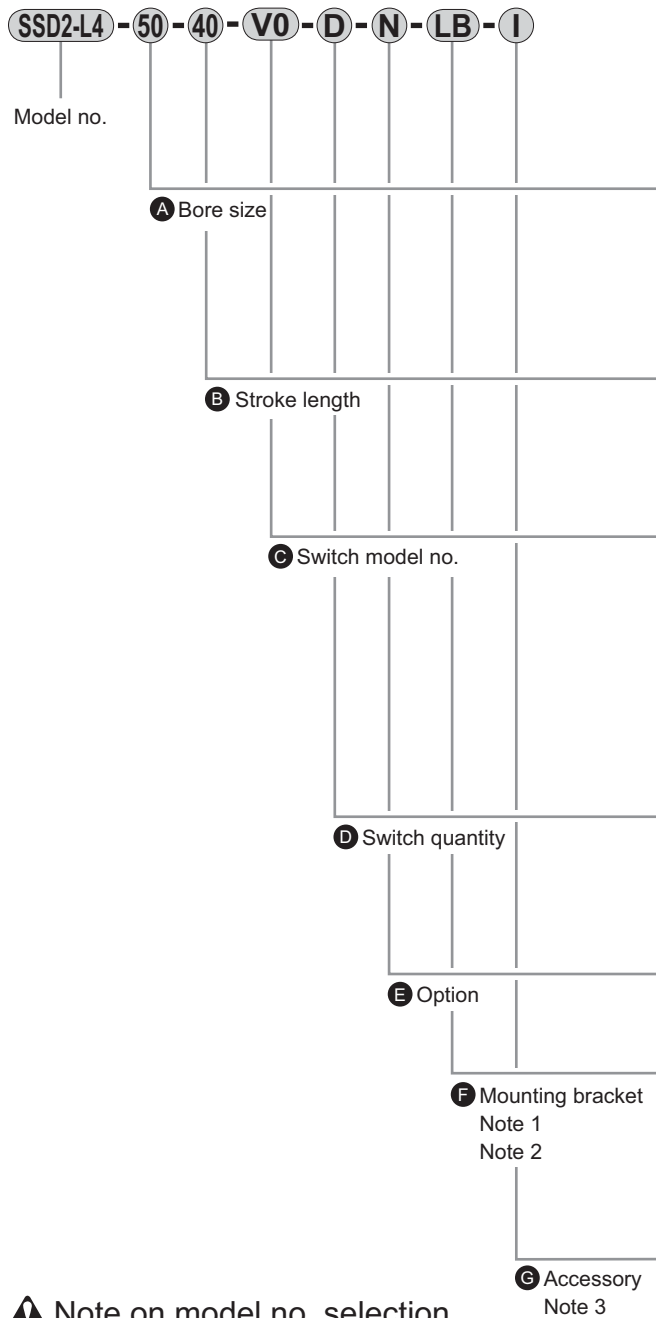 SSD2-L4 - 50 - 40 - V0 - D - N - LB - I
Model no.
A Bore size
B Stroke length
C Switch model no.
D Switch quantity
E Option
F Mounting bracket
Note 1
Note 2
G Accessory
Note 3
Note on model no. selection